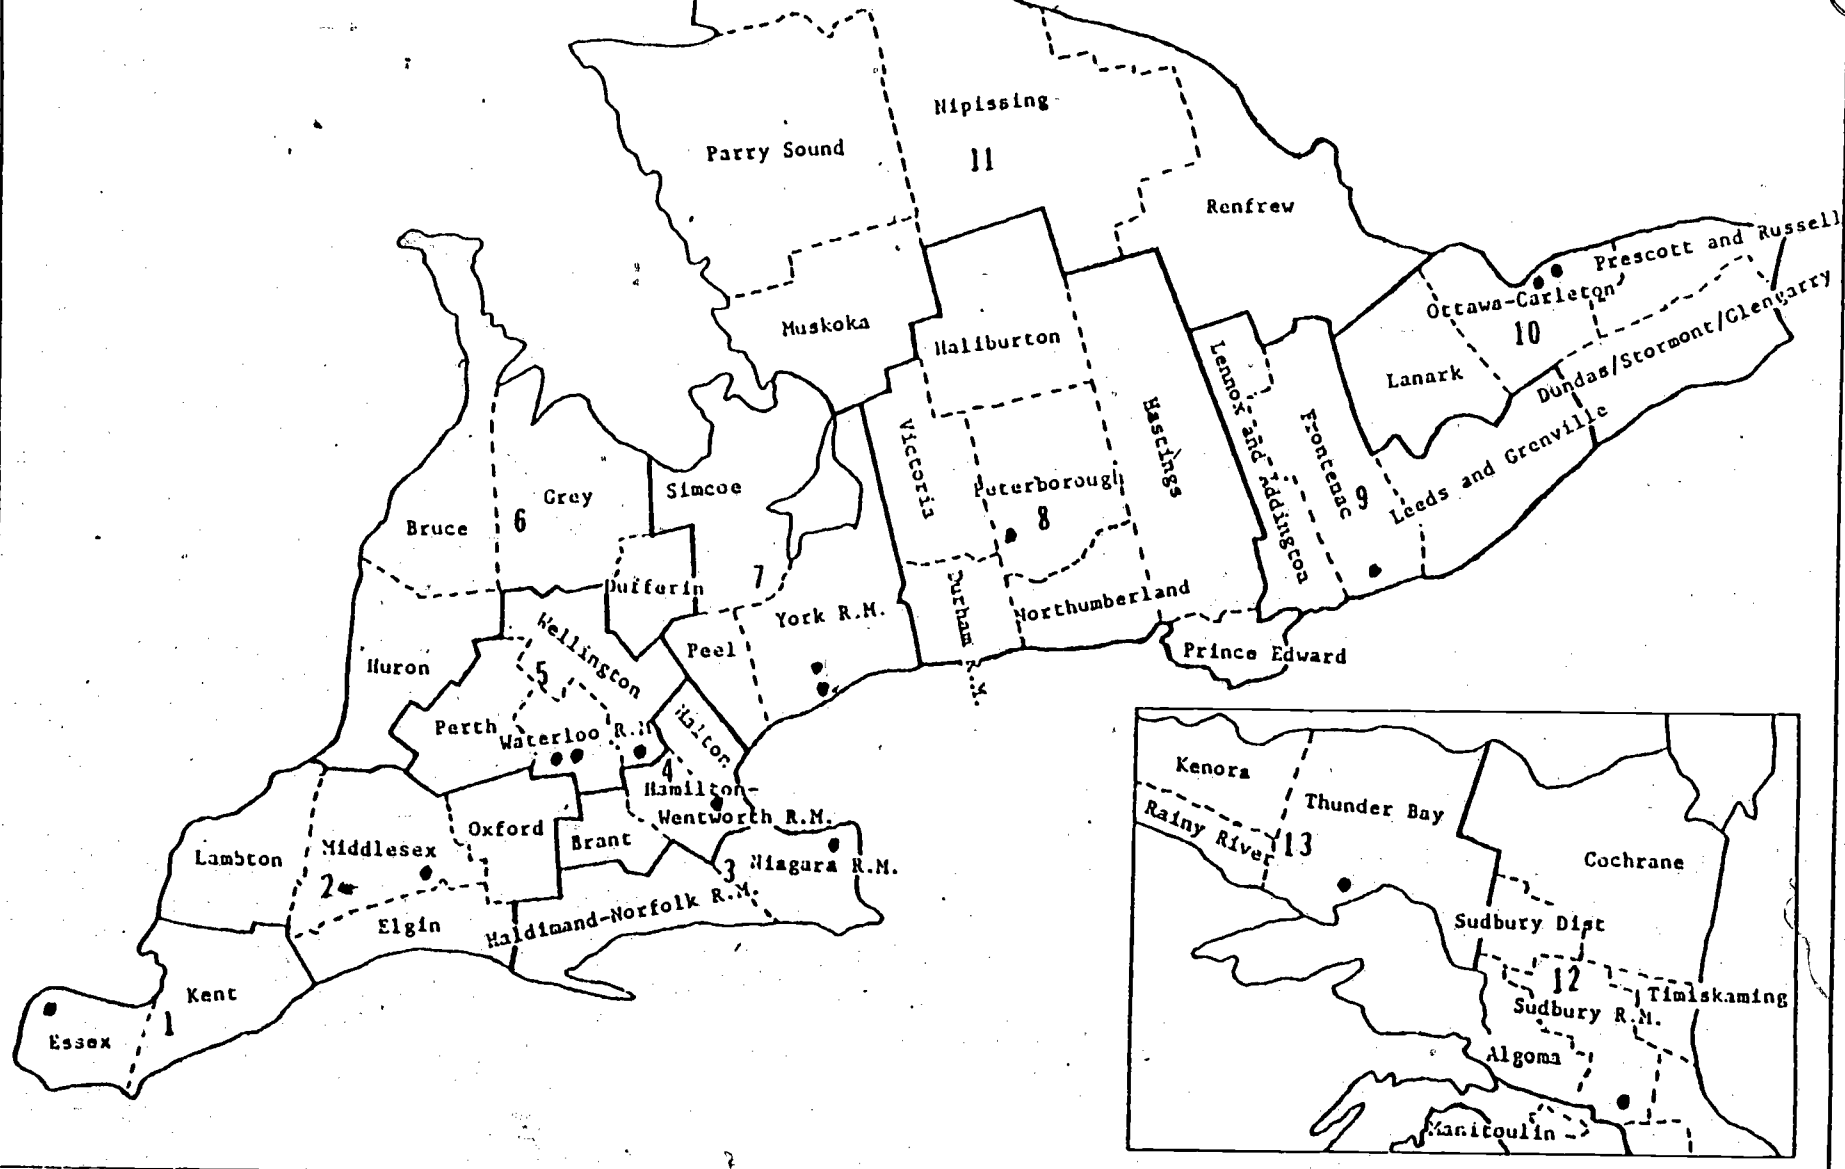 Nipissing
Parry Sound
11
Renfrew
Prescott and Russell
Ottawa-Carleton
10
Dundas/Stormont/Glengarry
Muskoka
Haliburton
Lanark
Lennox and Addington
Frontenac
9
Leeds and Grenville
Hastings
Victoria
Peterborough
8
Simcoe
Grey
6
Bruce
7
Dufferin
Durham R.M.
Northumberland
York R.M.
Wellington
Peel
Prince Edward
Huron
5
Perth
Waterloo R.M
Halton
4
Hamilton-
Wentworth R.M.
Oxford
Brant
Middlesex
2
Lambton
3
Niagara R.M.
Haldimand-Norfolk R.M.
Elgin
Kent
1
Essex
Kenora
Thunder Bay
Rainy River
13
Cochrane
Sudbury Dist
12
Timiskaming
Sudbury R.M.
Algoma
Manitoulin